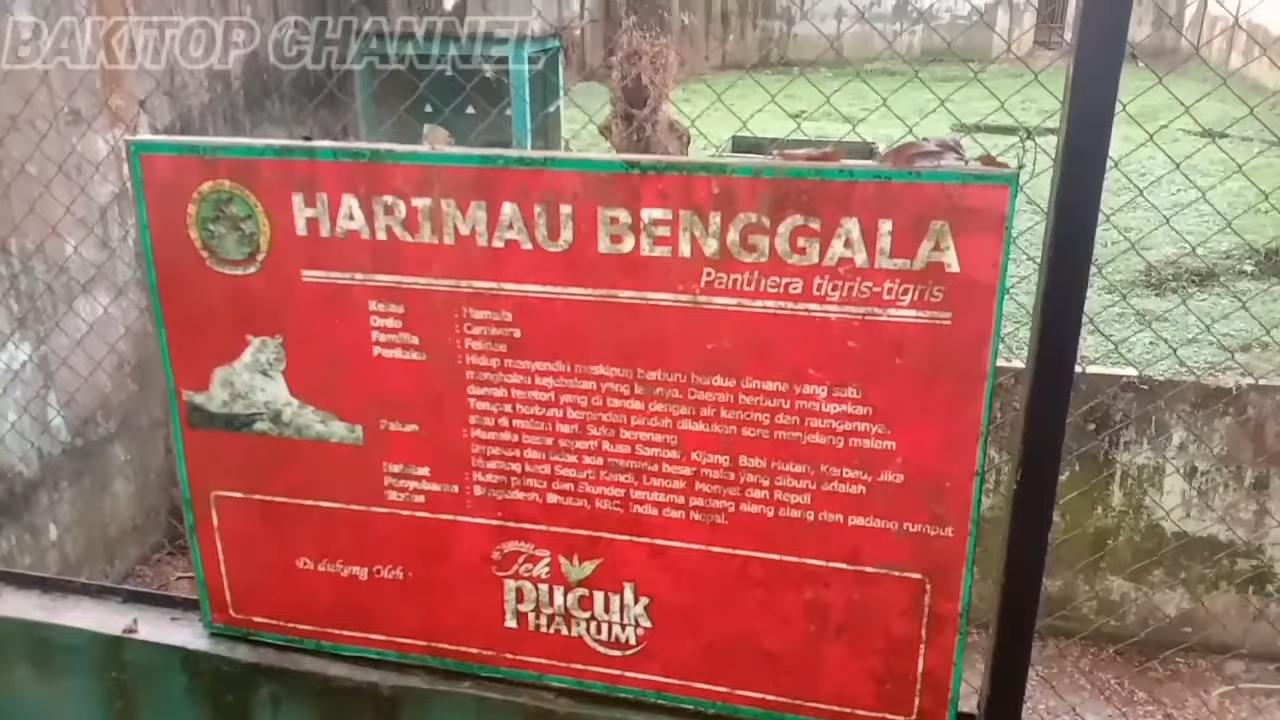 BAKITOP CHANNEL
HARIMAU BENGGALA
Panthera tigris-tigris
Kelas : Mamalia
Ordo : Carnivora
Familia : Felidae
Perilaku : Hidup menyendiri meskipun berburu berdua dimana yang satu
menghalau kejebakan yang lainnya. Daerah berburu merupakan
daerah teretori yang di tandai dengan air kencing dan raungannya.
Tempat berburu berpindah pindah dilakukan sore menjelang malam
atau di malam hari. Suka berenang
Pakan : Mamalia besar seperti Rusa Sambar, Kijang, Babi Hutan, Kerbau, Jika
terpaksa dan tidak ada mamalia besar maka yang diburu adalah
binatang kecil Seperti Kancil, Landak, Monyet dan Reptil
Habitat : Hutan primer dan Skunder terutama padang alang alang dan padang rumput
Penyebaran : Bangladesh, Bhutan, RRC, India dan Nepal.
Status :
Di dukung Oleh :
Teh
pucuk
HARUM